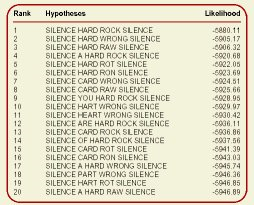 Rank Hypotheses Likelihood
1 SILENCE HARD ROCK SILENCE -5880.11
2 SILENCE HARD WRONG SILENCE -5905.17
3 SILENCE HARD RAW SILENCE -5906.32
4 SILENCE A HARD ROCK SILENCE -5920.68
5 SILENCE HARD ROT SILENCE -5922.05
6 SILENCE HARD RON SILENCE -5923.69
7 SILENCE CARD WRONG SILENCE -5924.51
8 SILENCE CARD RAW SILENCE -5925.66
9 SILENCE YOU HARD ROCK SILENCE -5928.95
10 SILENCE HART WRONG SILENCE -5929.97
11 SILENCE HEART WRONG SILENCE -5930.42
12 SILENCE ARE HARD ROCK SILENCE -5936.11
13 SILENCE CARD ROCK SILENCE -5936.86
14 SILENCE OF HARD ROCK SILENCE -5937.56
15 SILENCE CARD ROT SILENCE -5941.39
16 SILENCE CARD RON SILENCE -5943.03
17 SILENCE A HARD WRONG SILENCE -5945.74
18 SILENCE PART WRONG SILENCE -5946.36
19 SILENCE HART ROT SILENCE -5946.85
20 SILENCE A HARD RAW SILENCE -5946.89